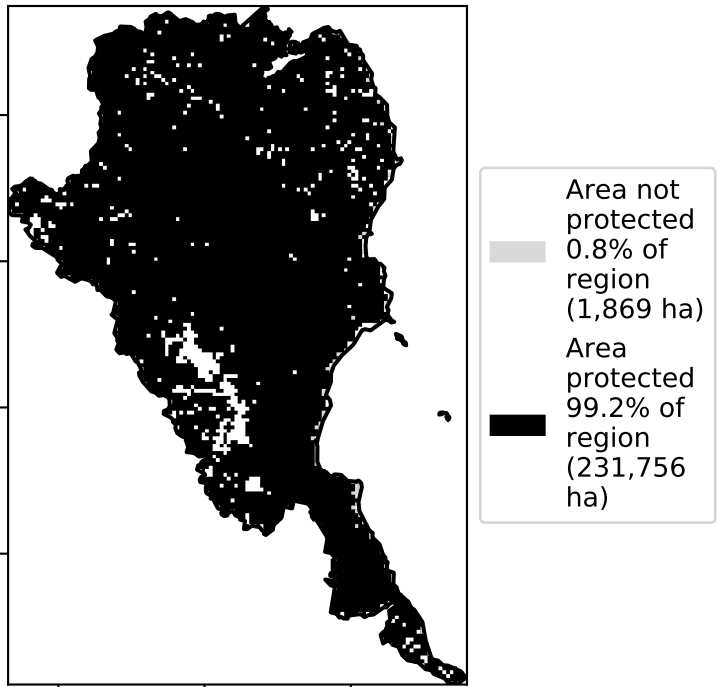 Area not
protected
0.8% of
region
(1,869 ha)
Area
protected
99.2% of
region
(231,756
ha)